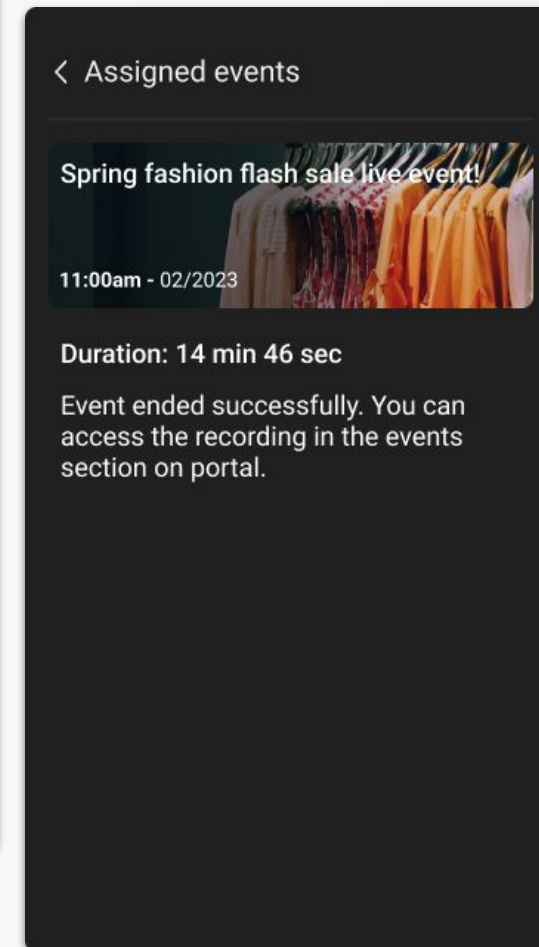 Assigned events
Spring fashion flash sale live event!
11:00am - 02/2023
Duration: 14 min 46 sec
Event ended successfully. You can
access the recording in the events
section on portal.